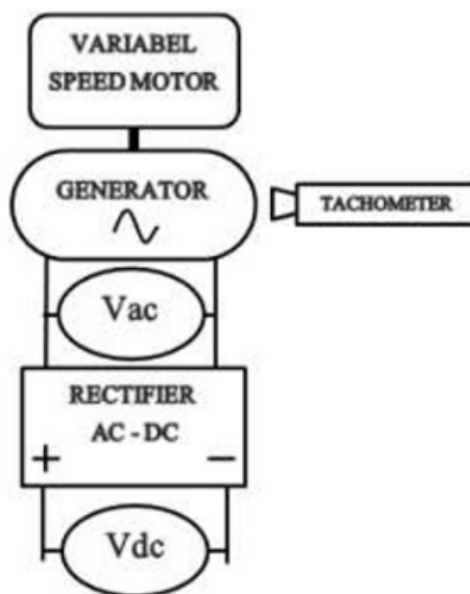 VARIABEL
SPEED MOTOR
GENERATOR
TACHOMETER
Vac
RECTIFIER
AC - DC
+ −
Vdc